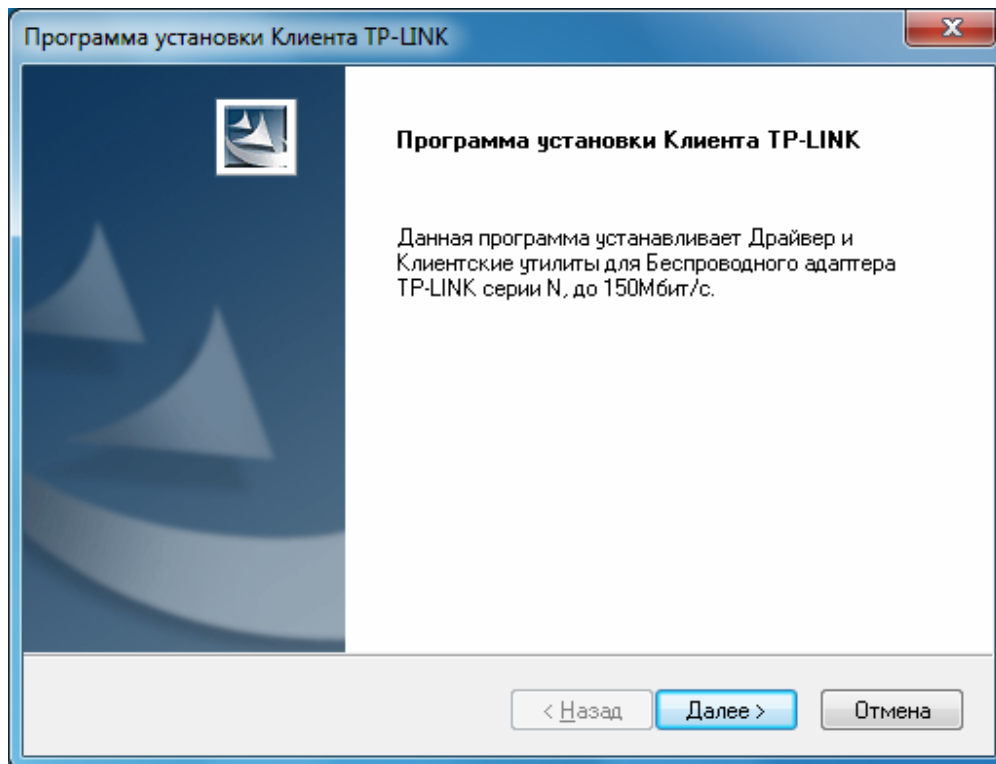 Программа установки Клиента TP-LINK
Программа установки Клиента TP-LINK
Данная программа устанавливает Драйвер и
Клиентские утилиты для Беспроводного адаптера
TP-LINK серии N, до 150Мбит/с.
< Назад Далее > Отмена